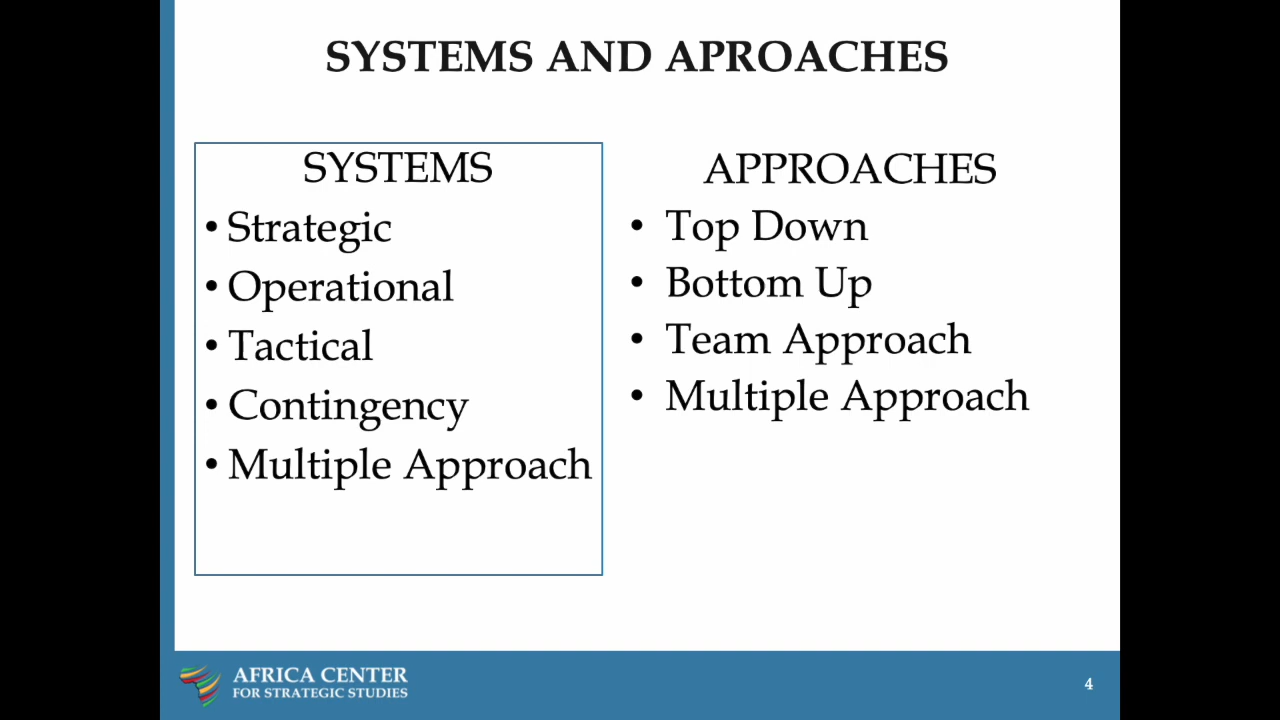 SYSTEMS AND APROACHES
SYSTEMS
• Strategic
• Operational
• Tactical
• Contingency
• Multiple Approach
APPROACHES
• Top Down
• Bottom Up
• Team Approach
• Multiple Approach
AFRICA CENTER
FOR STRATEGIC STUDIES
4